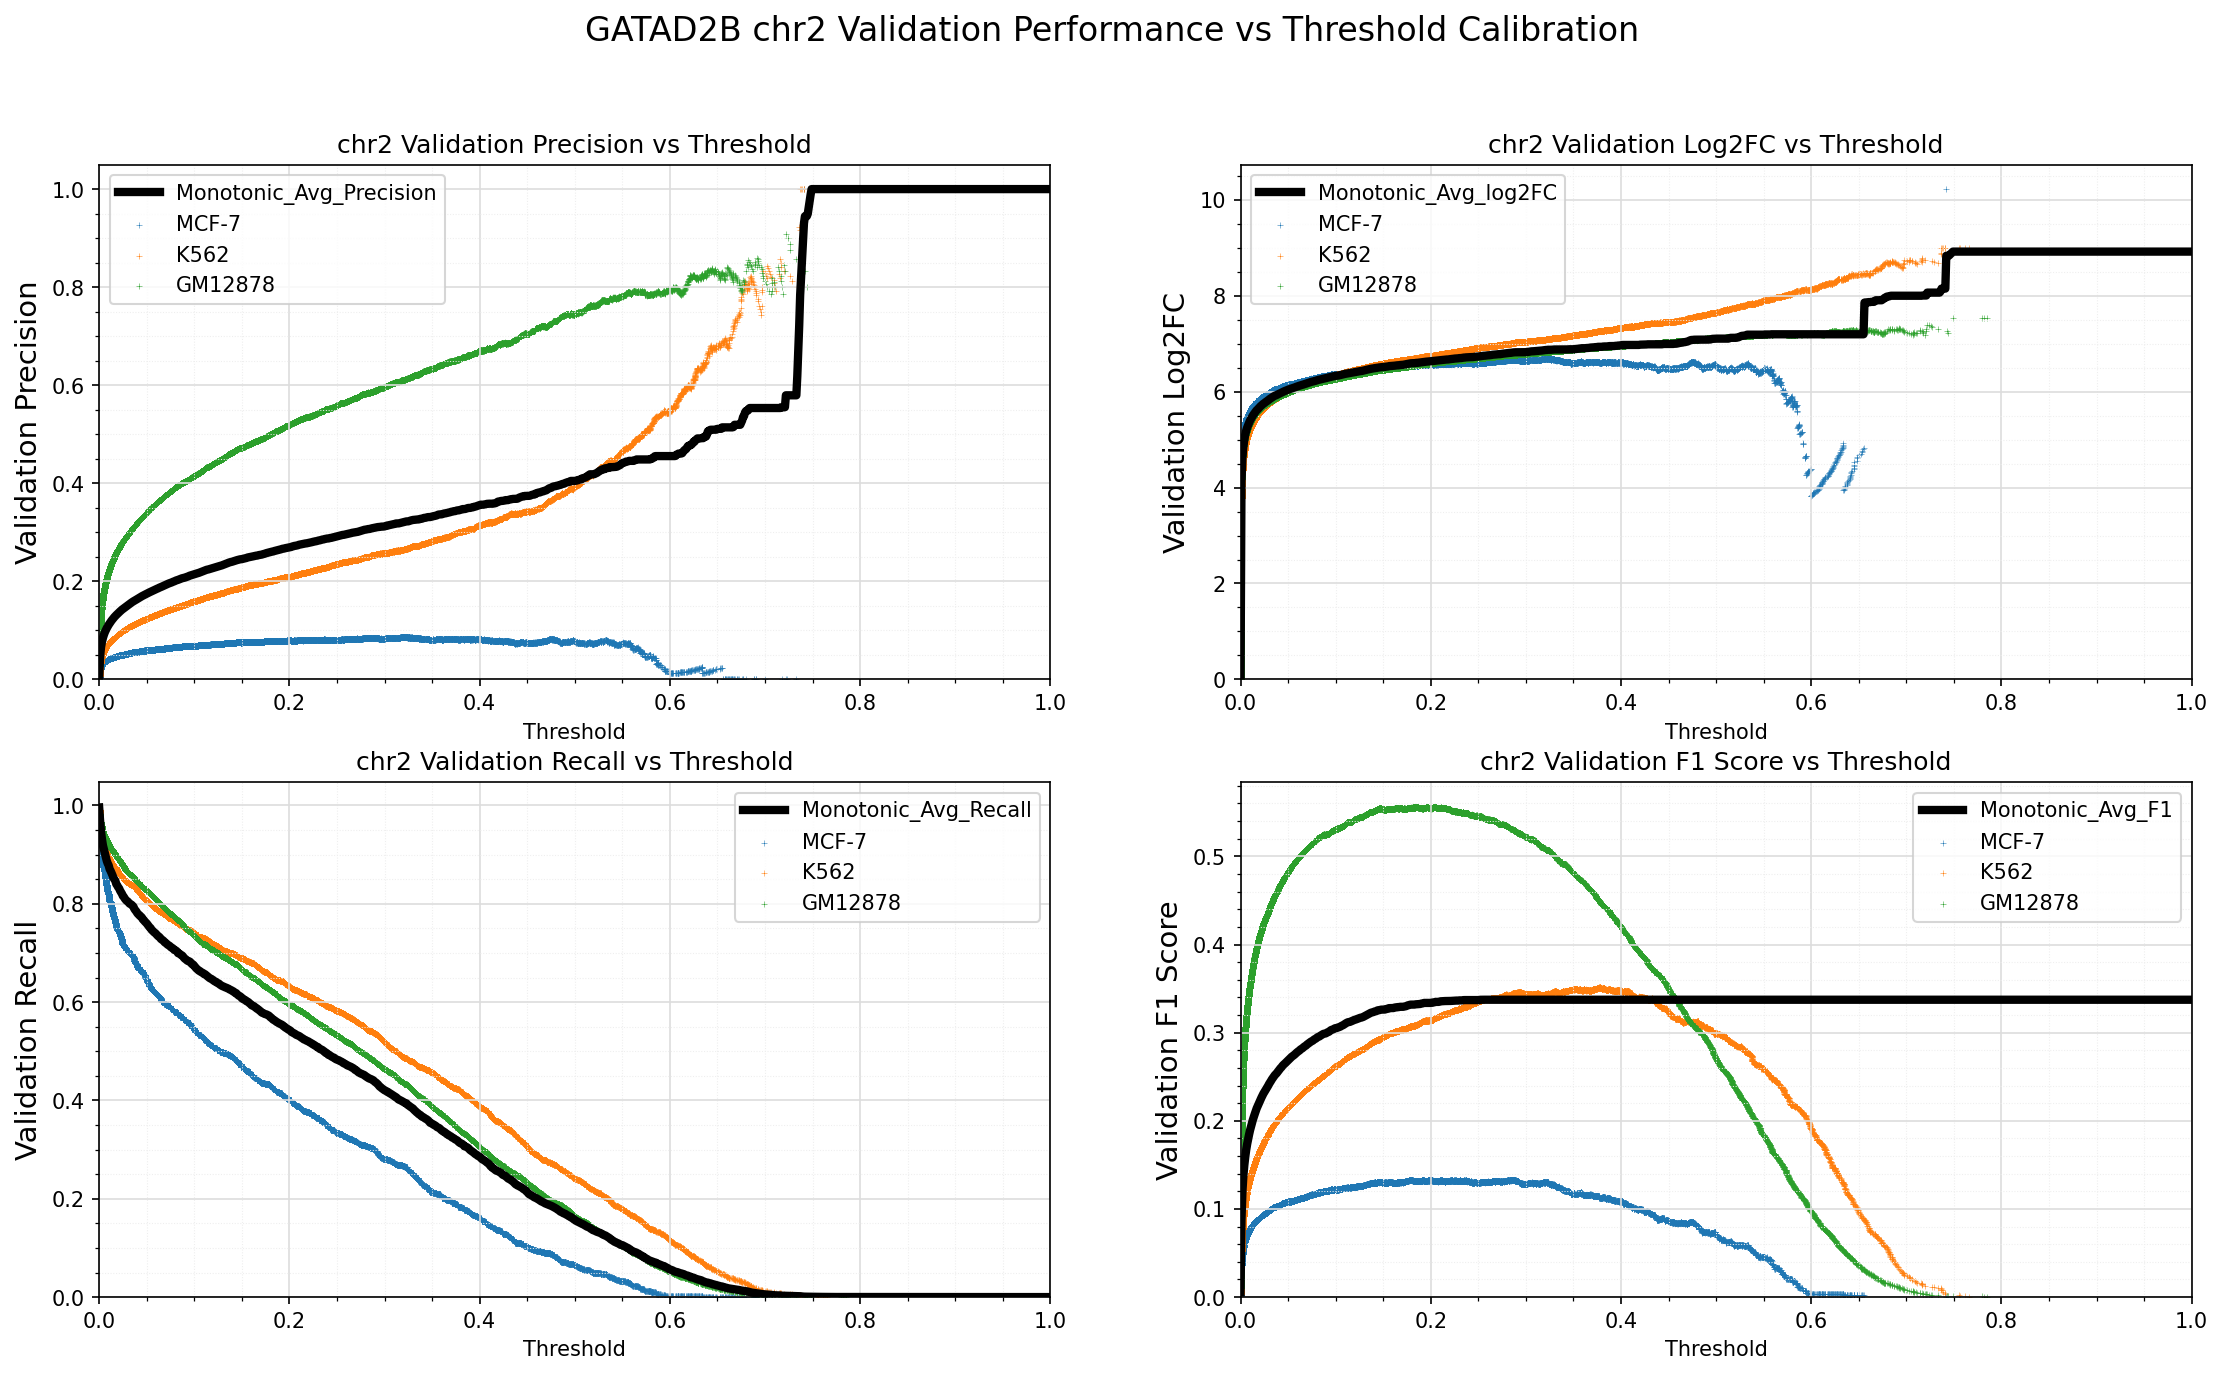 GATAD2B chr2 Validation Performance vs Threshold Calibration
chr2 Validation Precision vs Threshold
Validation Precision
1.0
0.8
0.6
0.4
0.2
0.0
Monotonic_Avg_Precision
MCF-7
K562
GM12878
0.0 0.2 0.4 0.6 0.8 1.0
Threshold
chr2 Validation Log2FC vs Threshold
Validation Log2FC
10
8
6
4
2
0
Monotonic_Avg_log2FC
MCF-7
K562
GM12878
0.0 0.2 0.4 0.6 0.8 1.0
Threshold
chr2 Validation Recall vs Threshold
Validation Recall
1.0
0.8
0.6
0.4
0.2
0.0
Monotonic_Avg_Recall
MCF-7
K562
GM12878
0.0 0.2 0.4 0.6 0.8 1.0
Threshold
chr2 Validation F1 Score vs Threshold
Validation F1 Score
0.5
0.4
0.3
0.2
0.1
0.0
Monotonic_Avg_F1
MCF-7
K562
GM12878
0.0 0.2 0.4 0.6 0.8 1.0
Threshold